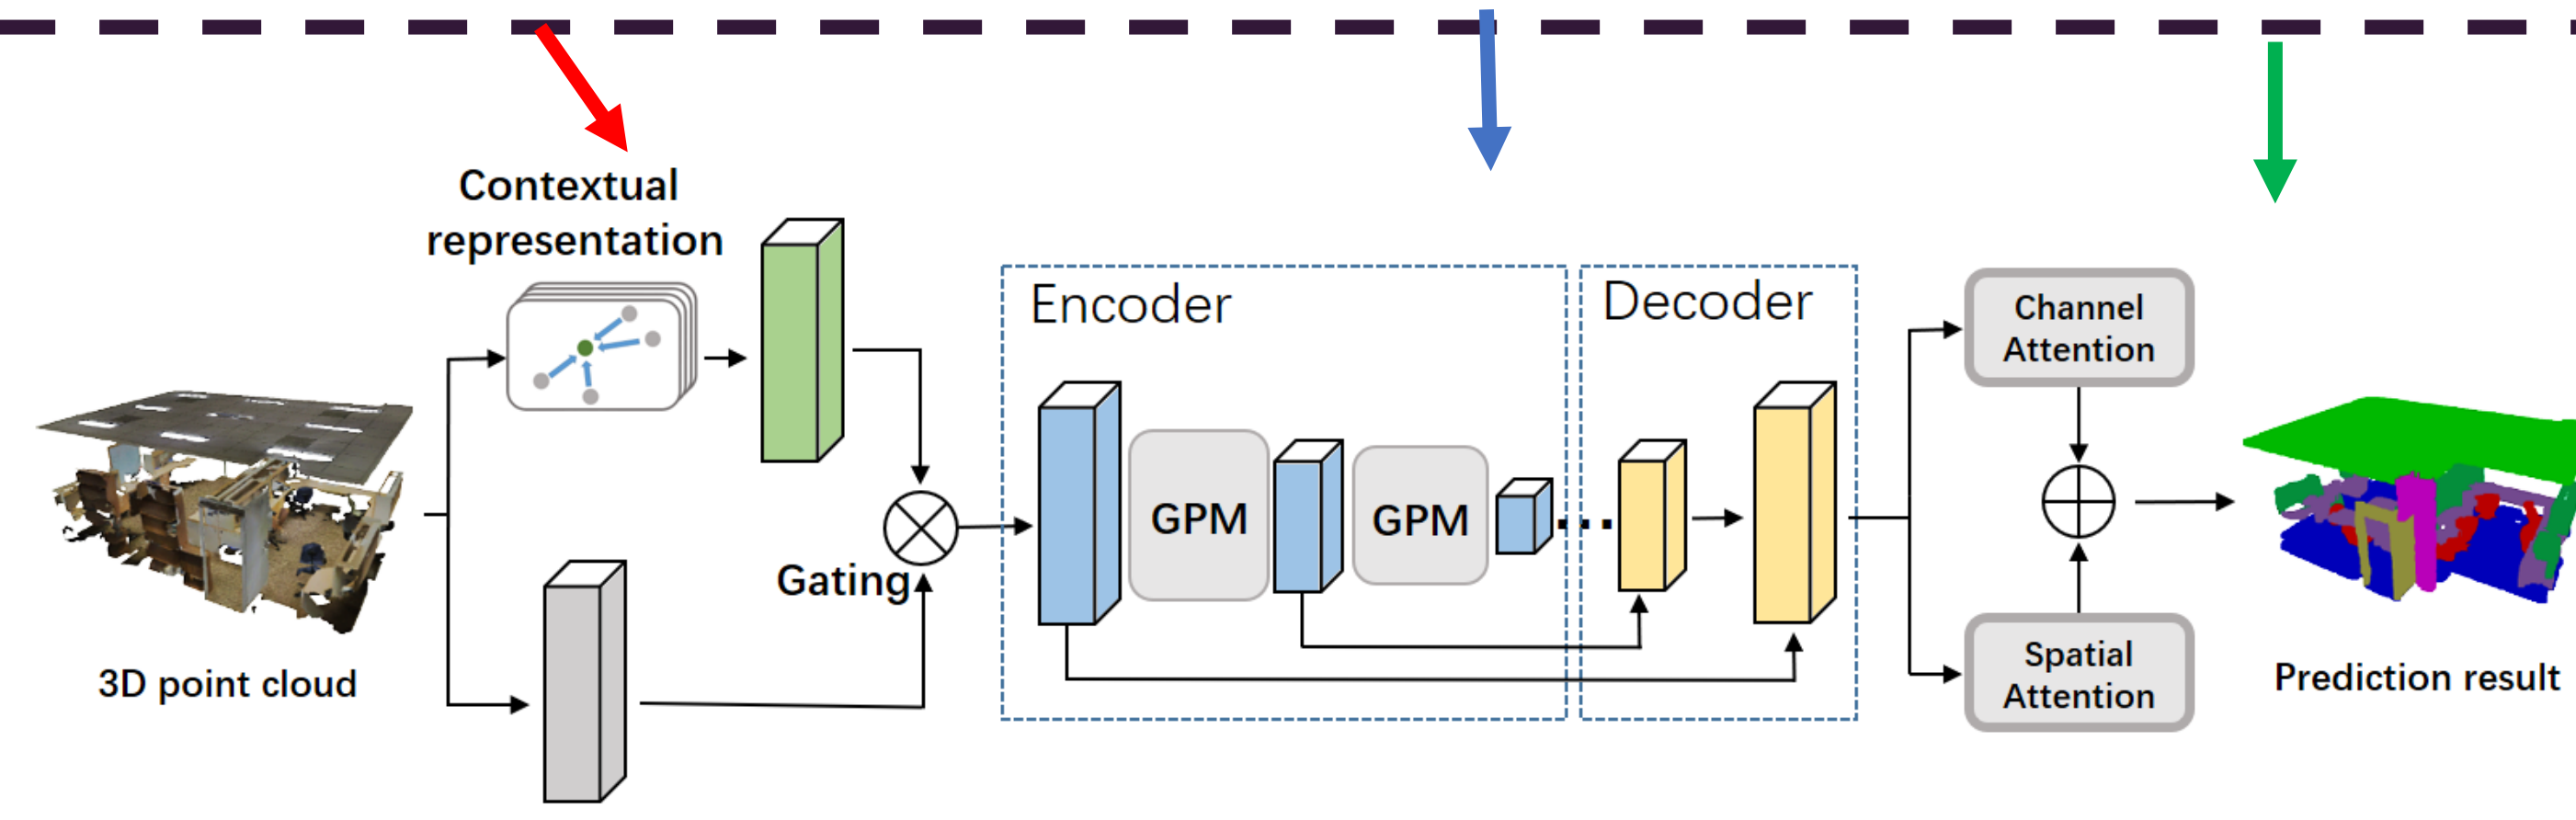 Contextual
representation
Encoder
Decoder
Channel
Attention
GPM
GPM
Gating
3D point cloud
Spatial
Attention
Prediction result